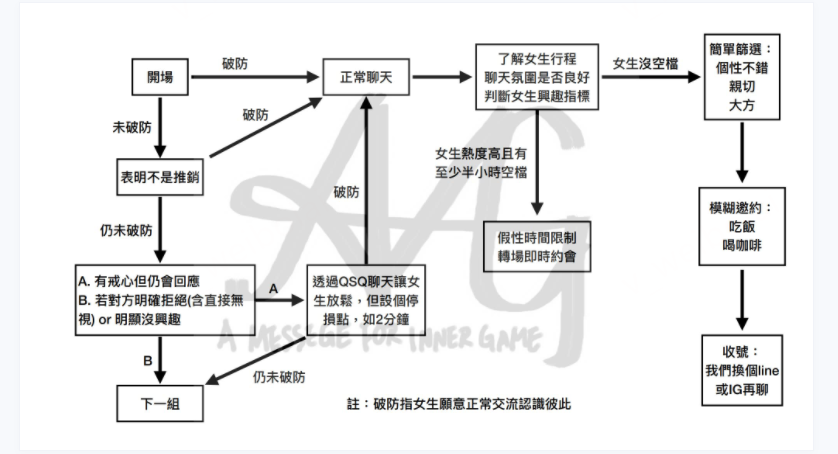 開場
破防
正常聊天
了解女生行程
聊天氛圍是否良好
判斷女生興趣指標
女生沒空檔
簡單篩選：
個性不錯
親切
大方
未破防
破防
表明不是推銷
女生熱度高且有
至少半小時空檔
破防
仍未破防
模糊邀約：
吃飯
喝咖啡
假性時間限制
轉場即時約會
A. 有戒心但仍會回應
B. 若對方明確拒絕(含直接無
視) or 明顯沒興趣
A
透過QSQ聊天讓女
生放鬆，但設個停
損點，如2分鐘
AG
A MESSEGE FOR INNER GAME
收號：
我們換個line
或IG再聊
B
仍未破防
下一組
註：破防指女生願意正常交流認識彼此